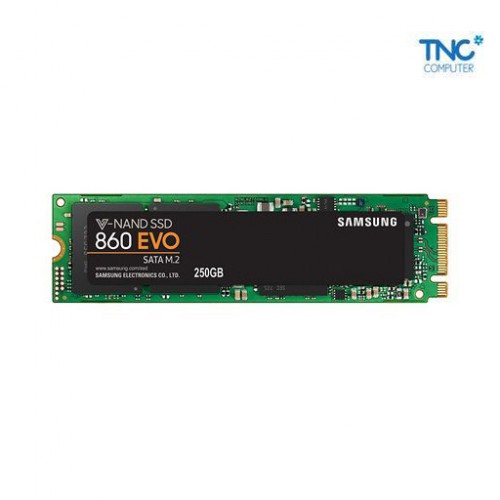 TNC
COMPUTER
V-NAND SSD
860 EVO
SATA M.2
www.samsung.com/ssd
SAMSUNG ELECTRONICS CO., LTD.
250GB
SAMSUNG